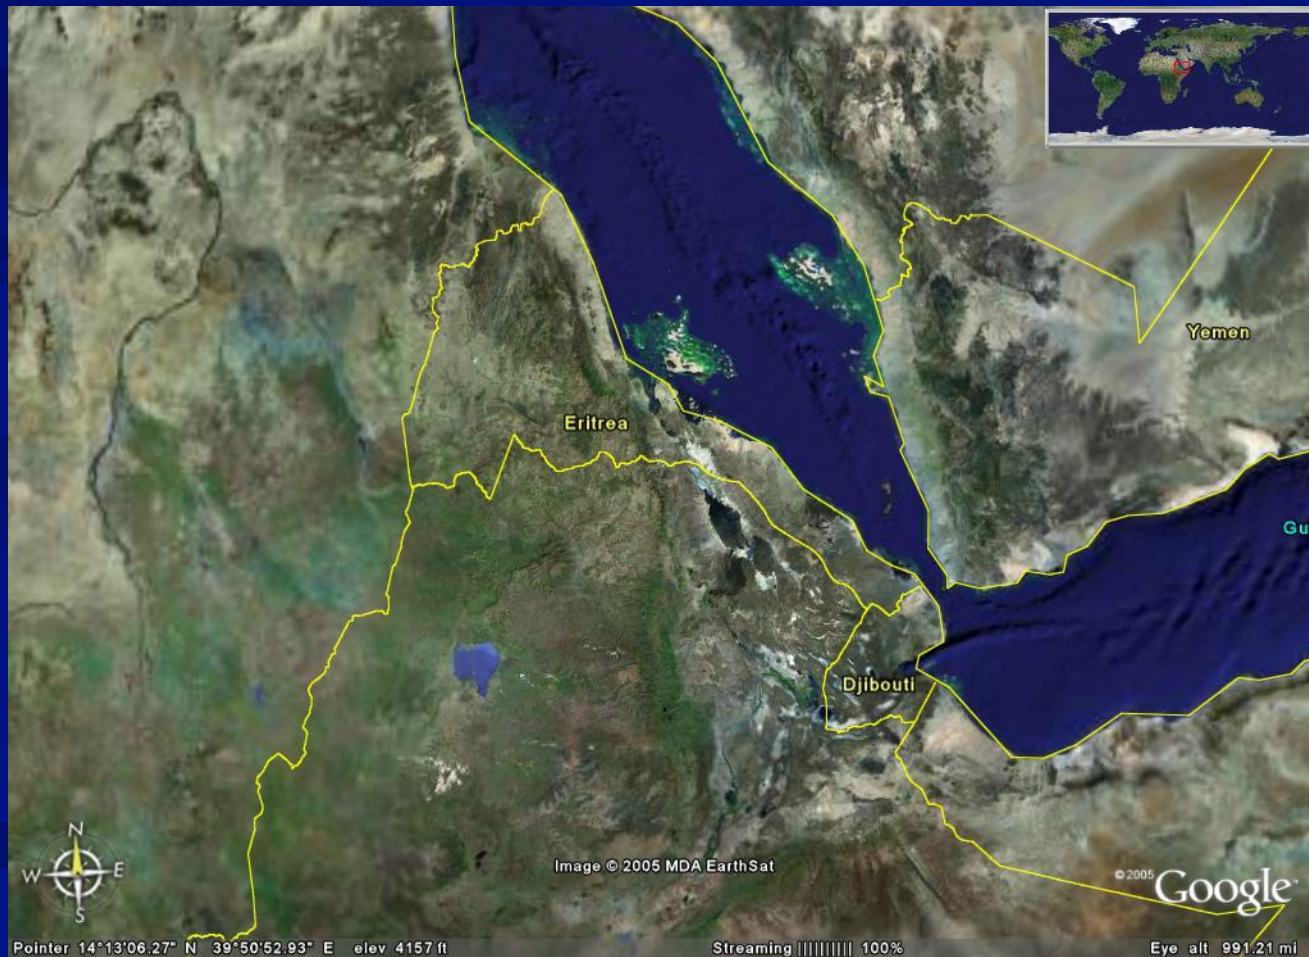 Yemen
Eritrea
Gu
Djibouti
N
W E
S
Image © 2005 MDA EarthSat
©2005 Google™
Pointer 14°13'06.27" N 39°50'52.93" E elev 4157 ft Streaming |||||||||| 100% Eye alt 991.21 mi